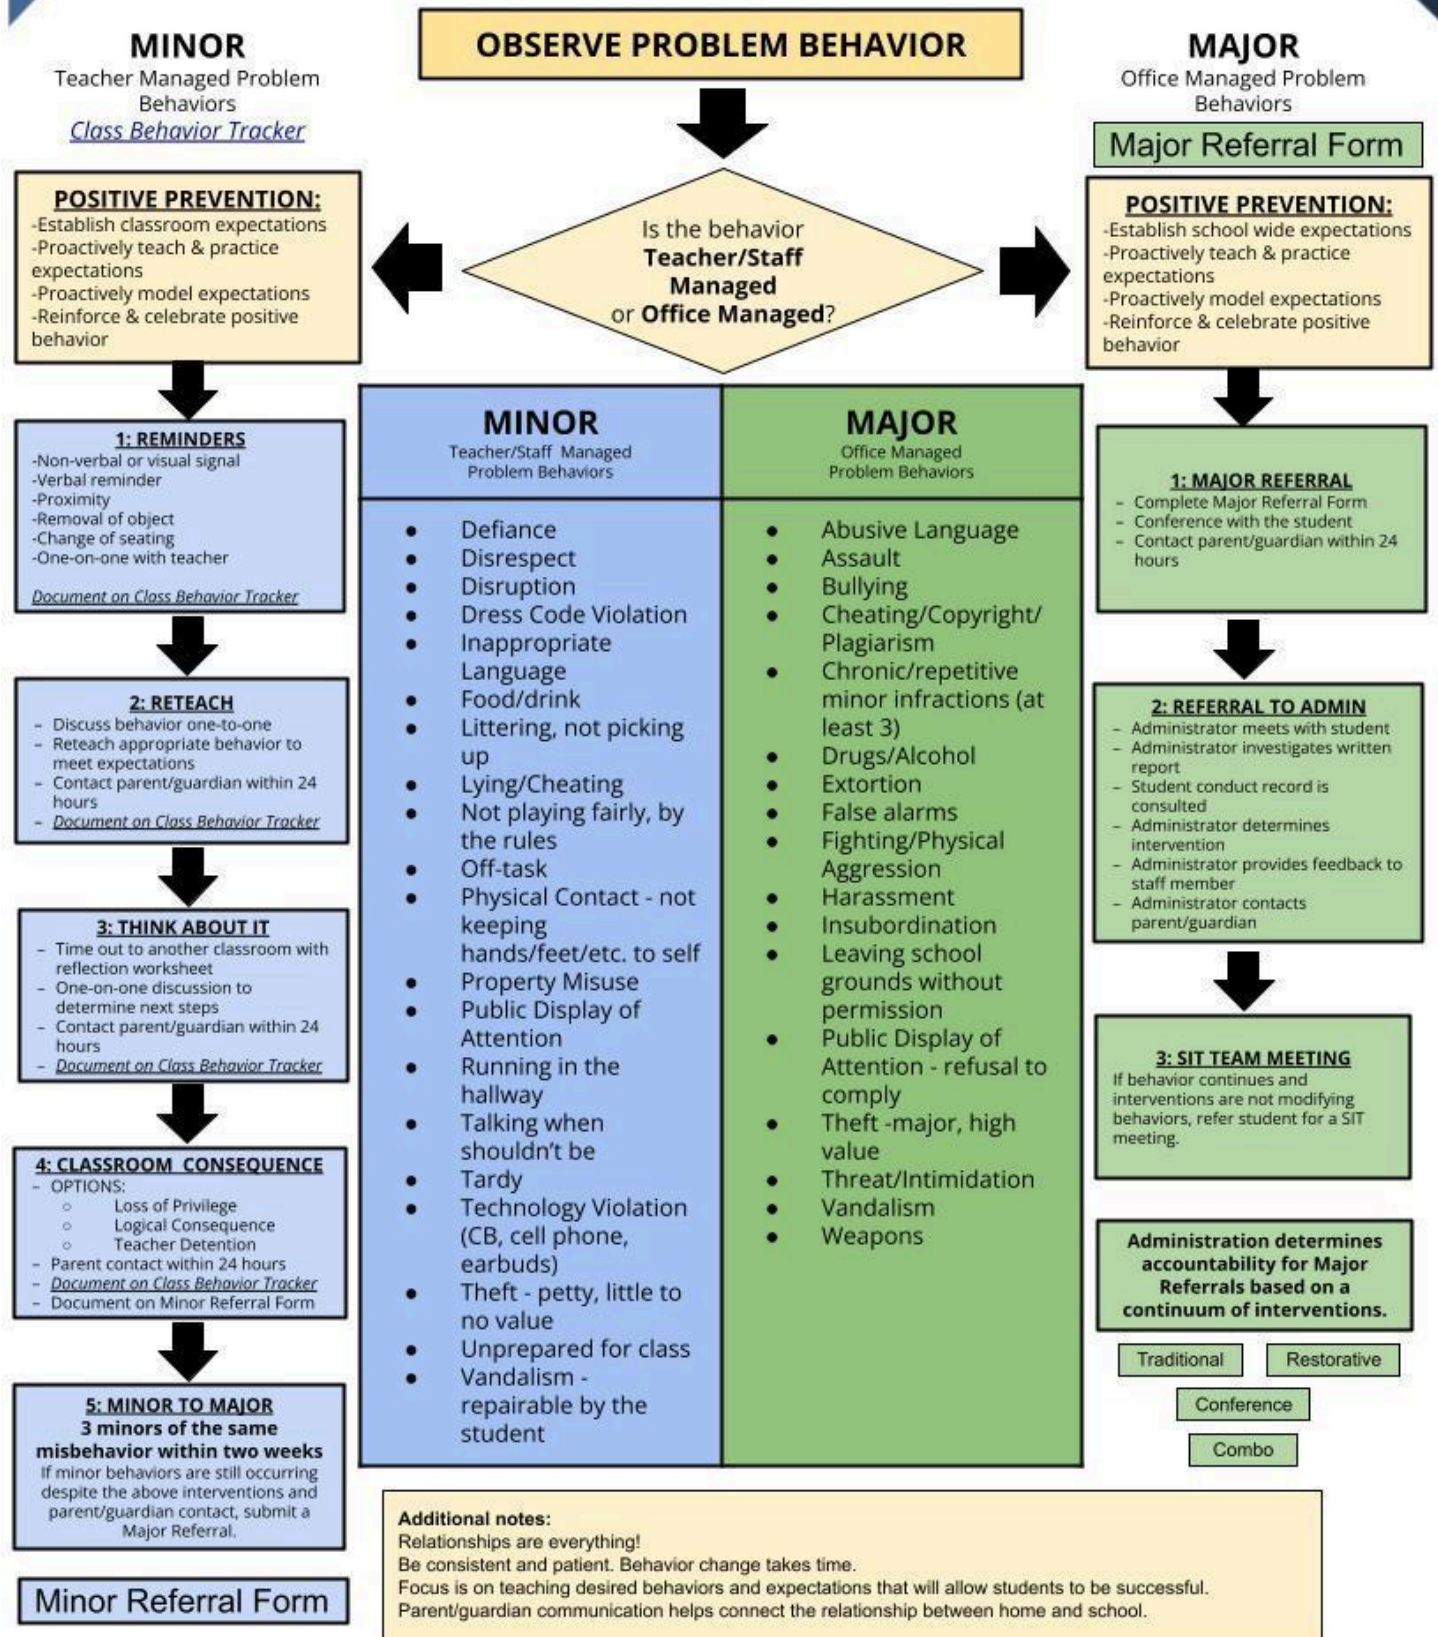 OBSERVE PROBLEM BEHAVIOR
MINOR
Teacher Managed Problem
Behaviors
Class Behavior Tracker
MAJOR
Office Managed Problem
Behaviors
Major Referral Form
Is the behavior
Teacher/Staff
Managed
or Office Managed?
POSITIVE PREVENTION:
-Establish classroom expectations
-Proactively teach & practice
expectations
-Proactively model expectations
-Reinforce & celebrate positive
behavior
1: REMINDERS
-Non-verbal or visual signal
-Verbal reminder
-Proximity
-Removal of object
-Change of seating
-One-on-one with teacher
Document on Class Behavior Tracker
2: RETEACH
– Discuss behavior one-to-one
– Reteach appropriate behavior to
meet expectations
– Contact parent/guardian within 24
hours
– Document on Class Behavior Tracker
3: THINK ABOUT IT
– Time out to another classroom with
reflection worksheet
– One-on-one discussion to
determine next steps
– Contact parent/guardian within 24
hours
– Document on Class Behavior Tracker
4: CLASSROOM CONSEQUENCE
– OPTIONS:
○ Loss of Privilege
○ Logical Consequence
○ Teacher Detention
– Parent contact within 24 hours
– Document on Class Behavior Tracker
– Document on Minor Referral Form
5: MINOR TO MAJOR
3 minors of the same
misbehavior within two weeks
If minor behaviors are still occurring
despite the above interventions and
parent/guardian contact, submit a
Major Referral.
Minor Referral Form
MINOR
Teacher/Staff Managed
Problem Behaviors
● Defiance
● Disrespect
● Disruption
● Dress Code Violation
● Inappropriate
Language
● Food/drink
● Littering, not picking
up
● Lying/Cheating
● Not playing fairly, by
the rules
● Off-task
● Physical Contact - not
keeping
hands/feet/etc. to self
● Property Misuse
● Public Display of
Attention
● Running in the
hallway
● Talking when
shouldn't be
● Tardy
● Technology Violation
(CB, cell phone,
earbuds)
● Theft - petty, little to
no value
● Unprepared for class
● Vandalism -
repairable by the
student
MAJOR
Office Managed
Problem Behaviors
● Abusive Language
● Assault
● Bullying
● Cheating/Copyright/
Plagiarism
● Chronic/repetitive
minor infractions (at
least 3)
● Drugs/Alcohol
● Extortion
● False alarms
● Fighting/Physical
Aggression
● Harassment
● Insubordination
● Leaving school
grounds without
permission
● Public Display of
Attention - refusal to
comply
● Theft -major, high
value
● Threat/Intimidation
● Vandalism
● Weapons
POSITIVE PREVENTION:
-Establish school wide expectations
-Proactively teach & practice
expectations
-Proactively model expectations
-Reinforce & celebrate positive
behavior
1: MAJOR REFERRAL
– Complete Major Referral Form
– Conference with the student
– Contact parent/guardian within 24
hours
2: REFERRAL TO ADMIN
– Administrator meets with student
– Administrator investigates written
report
– Student conduct record is
consulted
– Administrator determines
intervention
– Administrator provides feedback to
staff member
– Administrator contacts
parent/guardian
3: SIT TEAM MEETING
If behavior continues and
interventions are not modifying
behaviors, refer student for a SIT
meeting.
Administration determines
accountability for Major
Referrals based on a
continuum of interventions.
Traditional
Restorative
Conference
Combo
Additional notes:
Relationships are everything!
Be consistent and patient. Behavior change takes time.
Focus is on teaching desired behaviors and expectations that will allow students to be successful.
Parent/guardian communication helps connect the relationship between home and school.